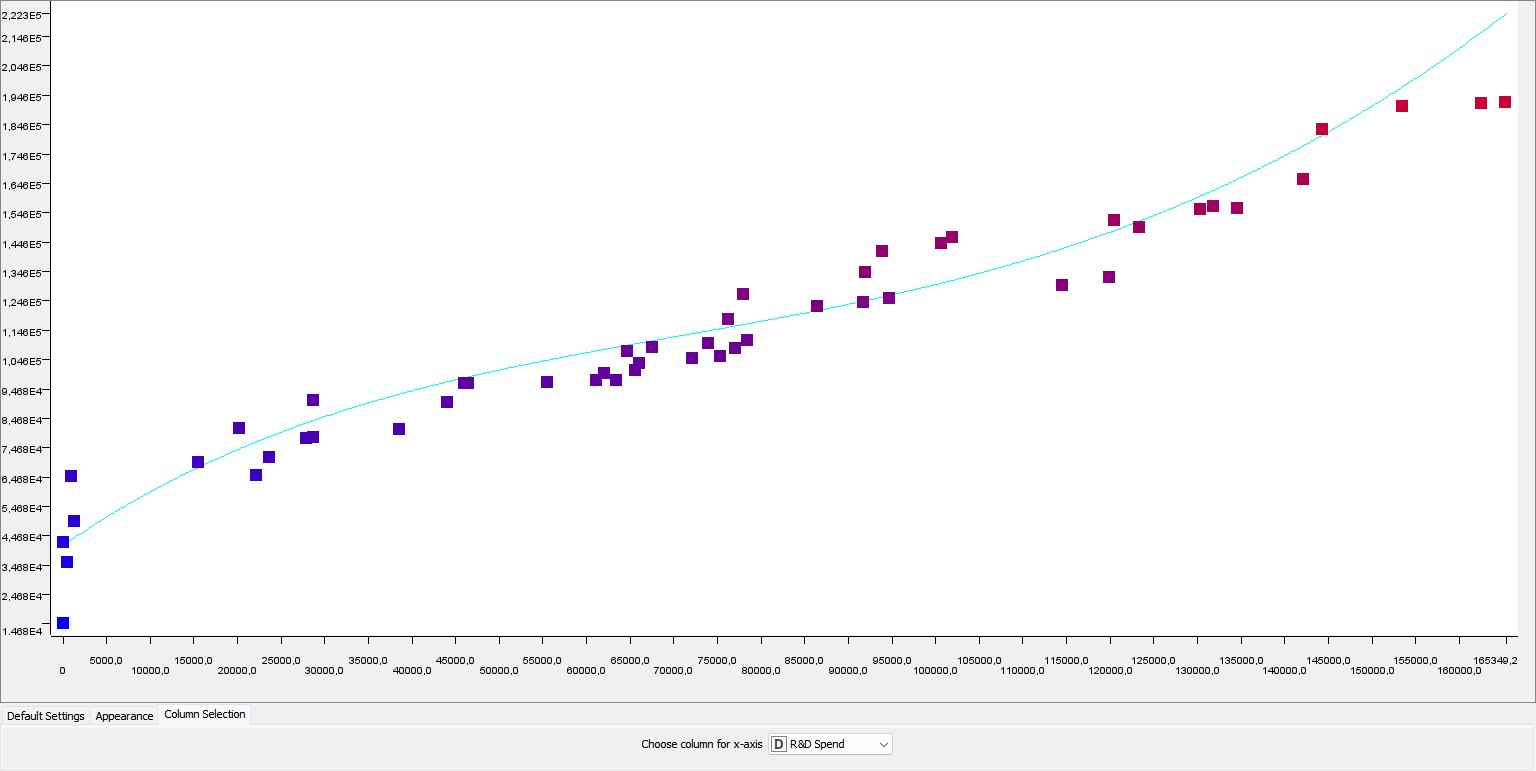 2,223E5
2,146E5
2,046E5
1,946E5
1,846E5
1,746E5
1,646E5
1,546E5
1,446E5
1,346E5
1,246E5
1,146E5
1,046E5
9,468E4
8,468E4
7,468E4
6,468E4
5,468E4
4,468E4
3,468E4
2,468E4
1,468E4
5000,0 15000,0 25000,0 35000,0 45000,0 55000,0 65000,0 75000,0 85000,0 95000,0 105000,0 115000,0 125000,0 135000,0 145000,0 155000,0 165349,2
0 10000,0 20000,0 30000,0 40000,0 50000,0 60000,0 70000,0 80000,0 90000,0 100000,0 110000,0 120000,0 130000,0 140000,0 150000,0 160000,0
Default Settings Appearance Column Selection
Choose column for x-axis D R&D Spend